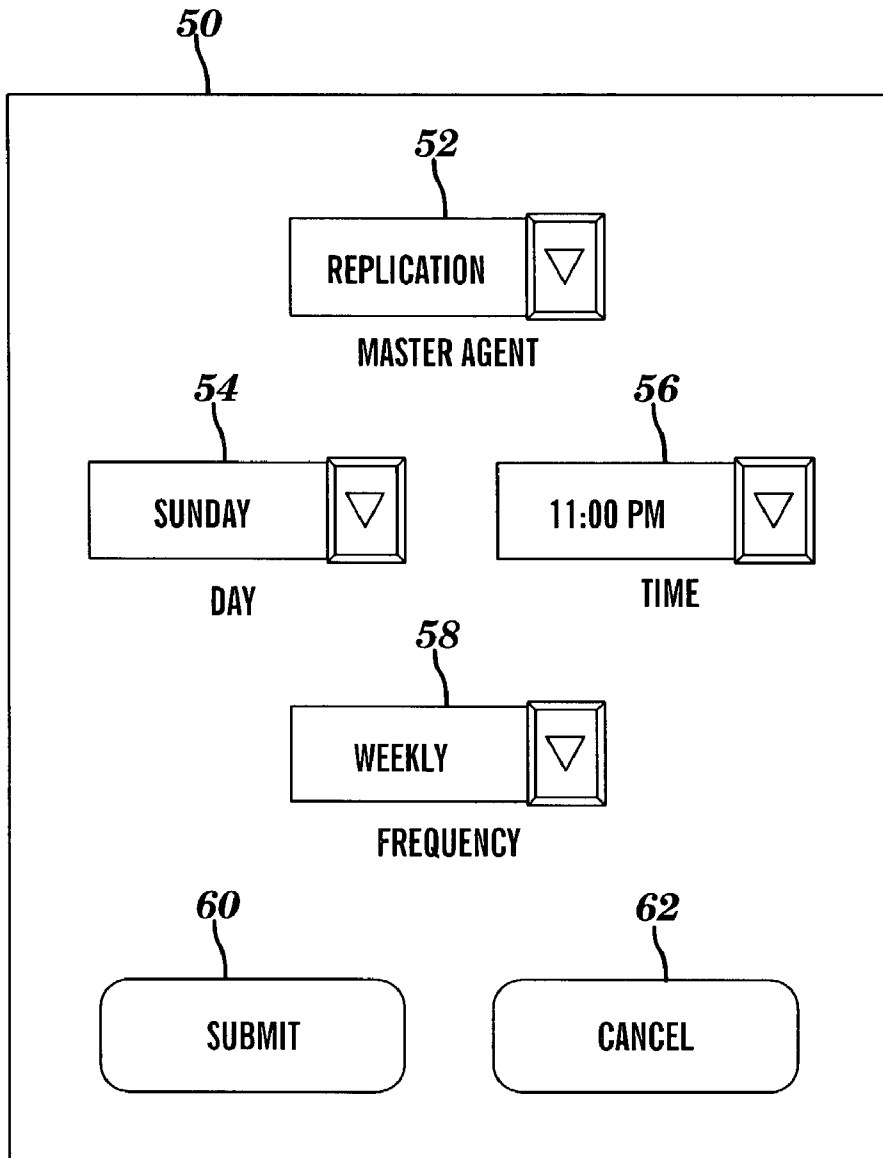 50
52
REPLICATION
MASTER AGENT
54 56
SUNDAY 11:00 PM
DAY TIME
58
WEEKLY
FREQUENCY
60 62
SUBMIT CANCEL